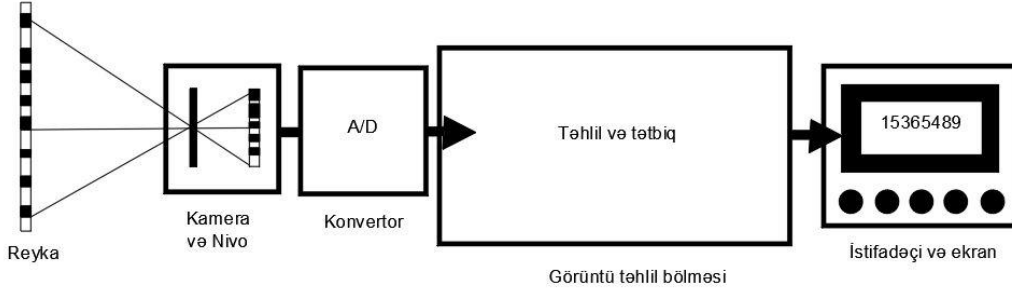 Reyka
Kamera
və Nivo
A/D
Konvertor
Təhlil və tətbiq
Görüntü təhlil bölməsi
15365489
İstifadəçi və ekran